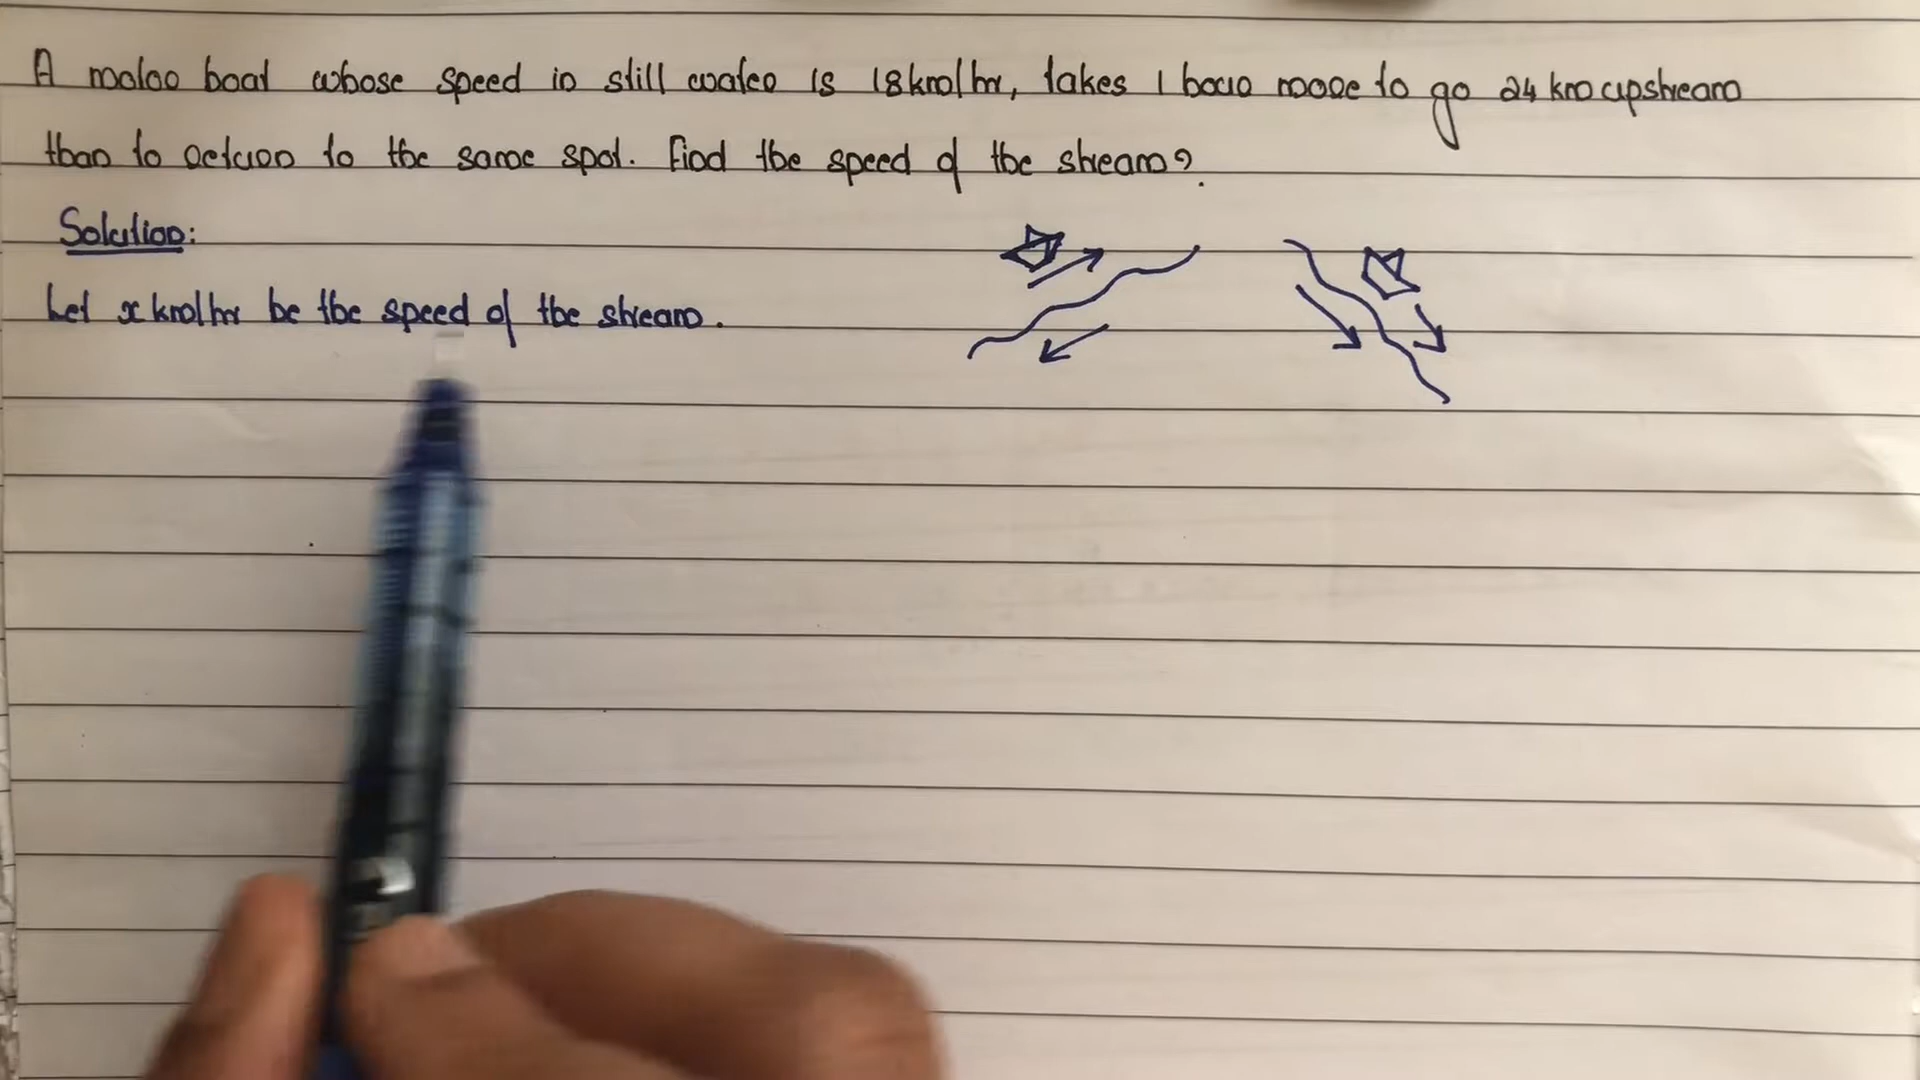 A motor boat whose speed in still water is 18km/hr, takes 1 hour more to go 24 km upstream
than to return to the same spot. Find the speed of the stream?
Solution:
Let x km/hr be the speed of the stream.